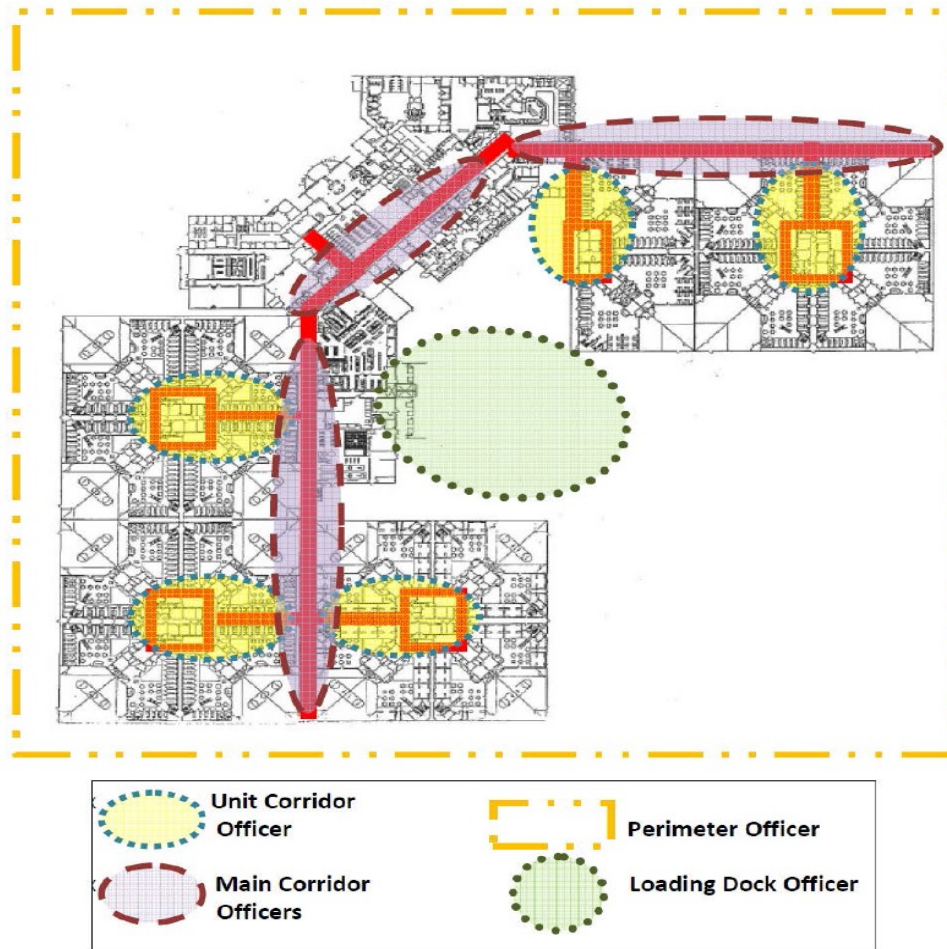 x
Unit Corridor
Officer
Perimeter Officer
x
Main Corridor
Officers
Loading Dock Officer